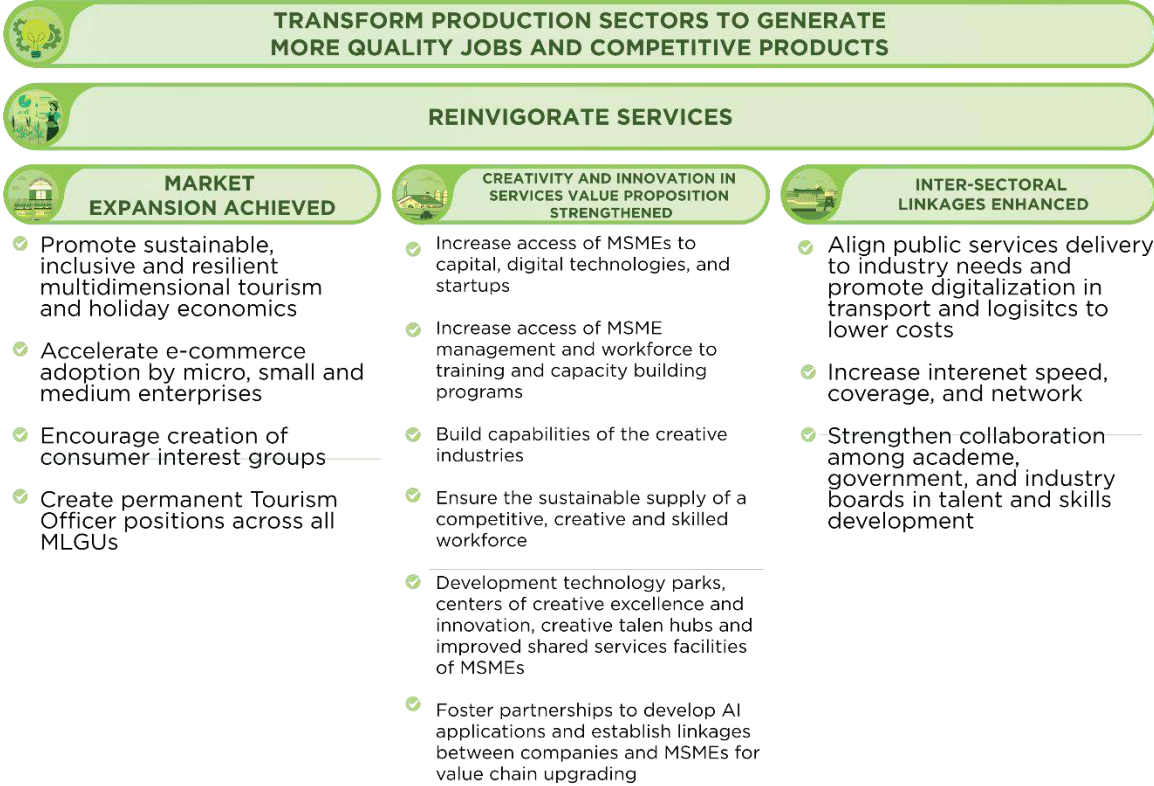 TRANSFORM PRODUCTION SECTORS TO GENERATE
MORE QUALITY JOBS AND COMPETITIVE PRODUCTS
REINVIGORATE SERVICES
MARKET
EXPANSION ACHIEVED
Promote sustainable,
inclusive and resilient
multidimensional tourism
and holiday economics
Accelerate e-commerce
adoption by micro, small and
medium enterprises
Encourage creation of
consumer interest groups
Create permanent Tourism
Officer positions across all
MLGUs
CREATIVITY AND INNOVATION IN
SERVICES VALUE PROPOSITION
STRENGTHENED
Increase access of MSMEs to
capital, digital technologies, and
startups
Increase access of MSME
management and workforce to
training and capacity building
programs
Build capabilities of the creative
industries
Ensure the sustainable supply of a
competitive, creative and skilled
workforce
Development technology parks,
centers of creative excellence and
innovation, creative talen hubs and
improved shared services facilities
of MSMEs
Foster partnerships to develop AI
applications and establish linkages
between companies and MSMEs for
value chain upgrading
INTER-SECTORAL
LINKAGES ENHANCED
Align public services delivery
to industry needs and
promote digitalization in
transport and logisitcs to
lower costs
Increase interenet speed,
coverage, and network
Strengthen collaboration
among academe,
government, and industry
boards in talent and skills
development